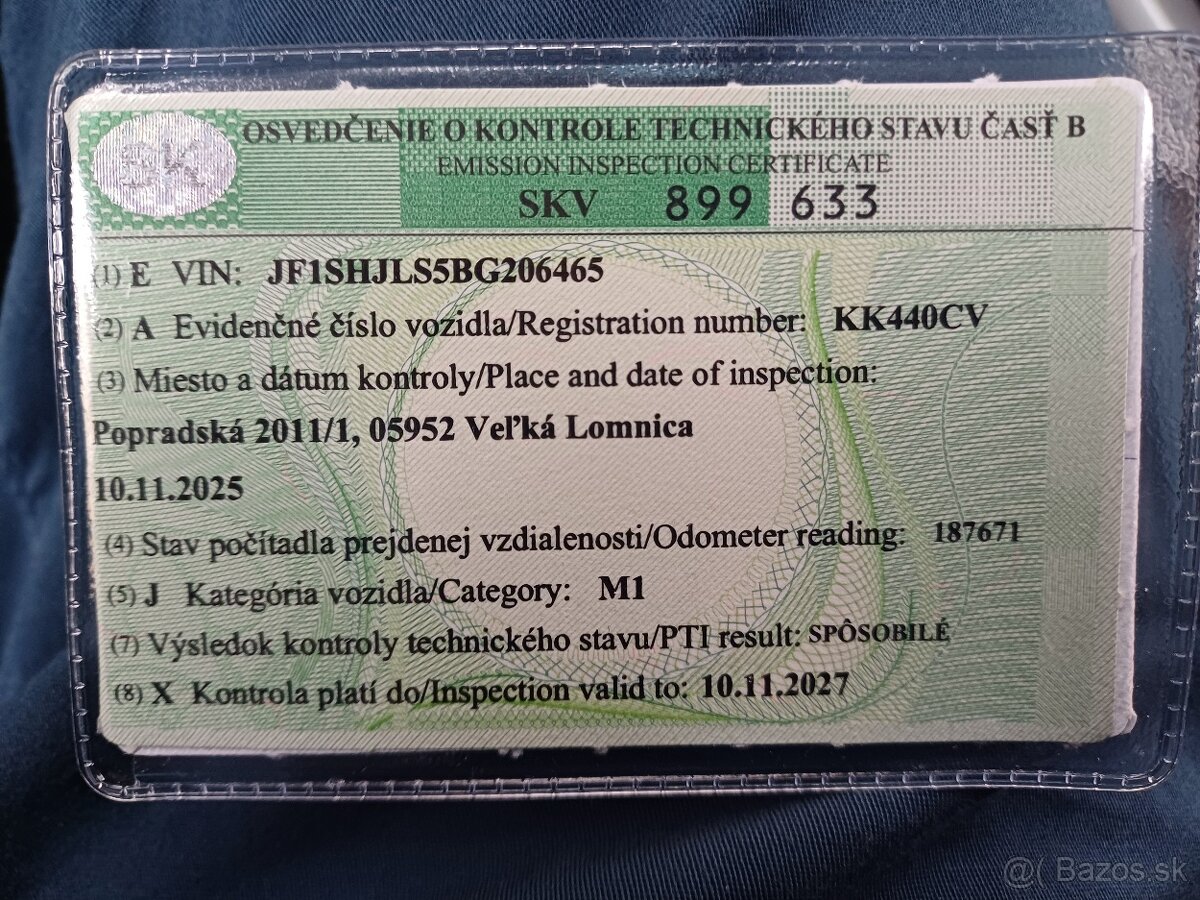 SK
OSVEDČENIE O KONTROLE TECHNICKÉHO STAVU ČASŤ B
EMISSION INSPECTION CERTIFICATE
SKV 899 633
(1) E VIN: JF1SHJLS5BG206465
(2) A Evidenčné číslo vozidla/Registration number: KK440CV
(3) Miesto a dátum kontroly/Place and date of inspection:
Popradská 2011/1, 05952 Veľká Lomnica
10.11.2025
(4) Stav počítadla prejdenej vzdialenosti/Odometer reading: 187671
(5) J Kategória vozidla/Category: M1
(7) Výsledok kontroly technického stavu/PTI result: SPÔSOBILÉ
(8) X Kontrola platí do/Inspection valid to: 10.11.2027
@( Bazos.sk